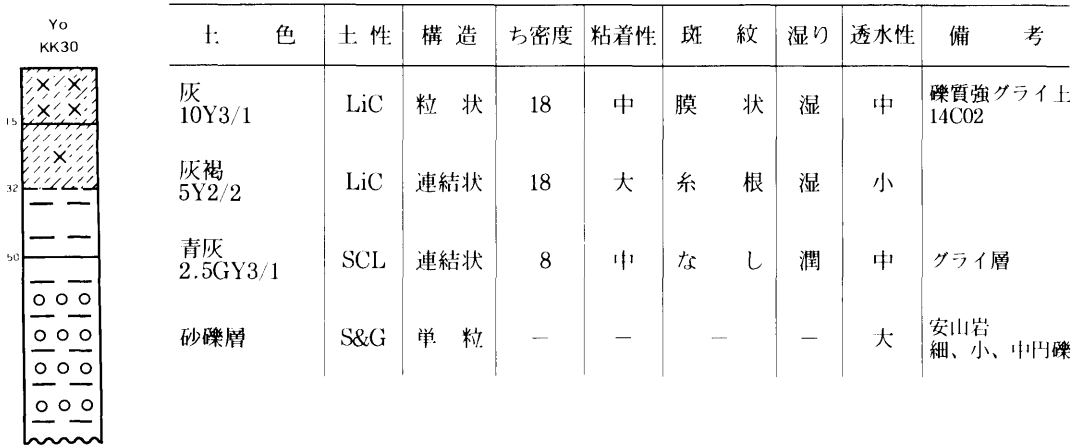 Yo
KK30
15
32
50
土 色 土性 構造 ち密度 粘着性 斑紋 湿り 透水性 備考
灰
10Y3/1 LiC 粒状 18 中 膜状 湿 中 礫質強グライ土
14C02
灰褐
5Y2/2 LiC 連結状 18 大 糸根 湿 小
青灰
2.5GY3/1 SCL 連結状 8 中 なし 潤 中 グライ層
砂礫層 S&G 単粒 — — — — 大 安山岩
細、小、中円礫